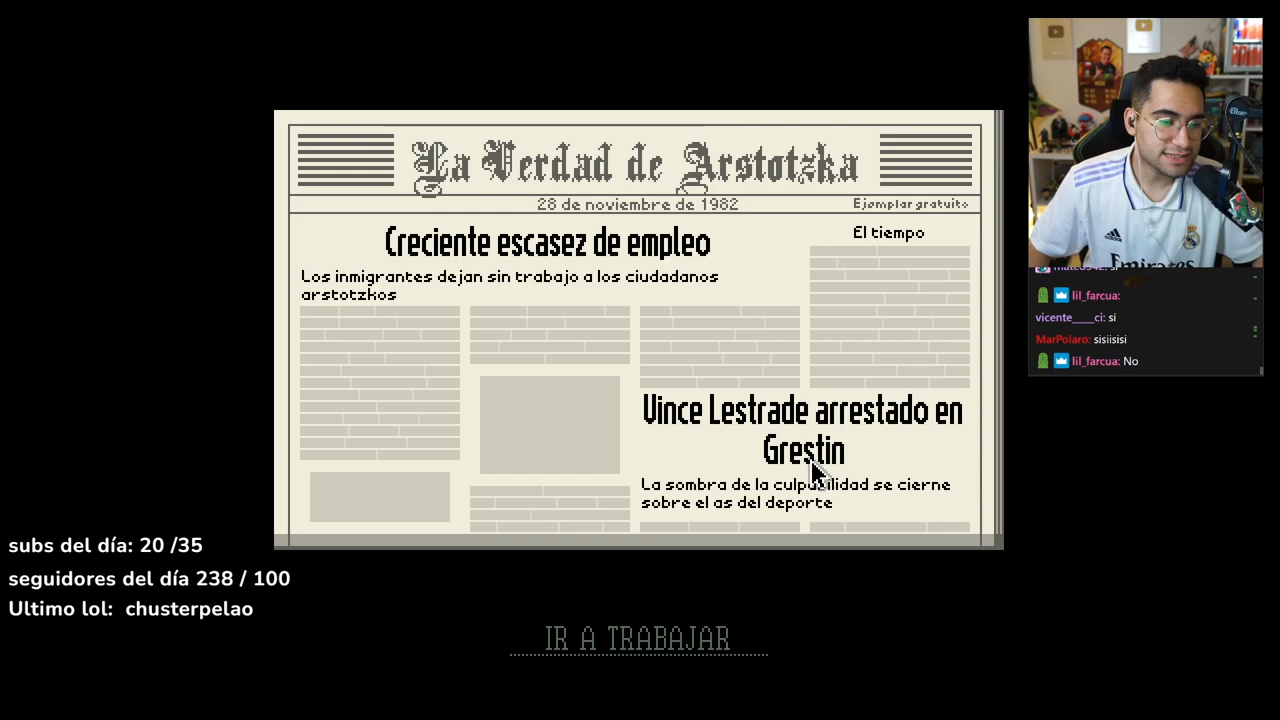 La Verdad de Arstotzka
28 de noviembre de 1982
Ejemplar gratuito
Creciente escasez de empleo
Los inmigrantes dejan sin trabajo a los ciudadanos
arstotzkos
El tiempo
Vince Lestrade arrestado en
Grestin
La sombra de la culpabilidad se cierne
sobre el as del deporte
IR A TRABAJAR
subs del día: 20 /35
seguidores del día 238 / 100
Ultimo lol: chusterpelao
Emirates
lil_farcua:
vicente____ci: si
MarPolaro: sisiisisi
lil_farcua: No